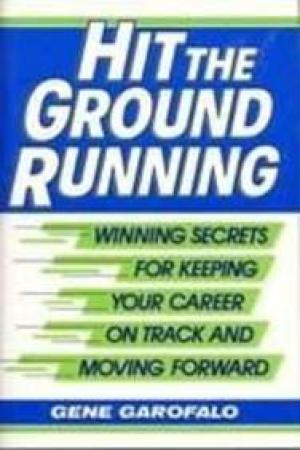 HIT THE
GROUND
RUNNING
WINNING SECRETS
FOR KEEPING
YOUR CAREER
ON TRACK AND
MOVING FORWARD
GENE GAROFALO